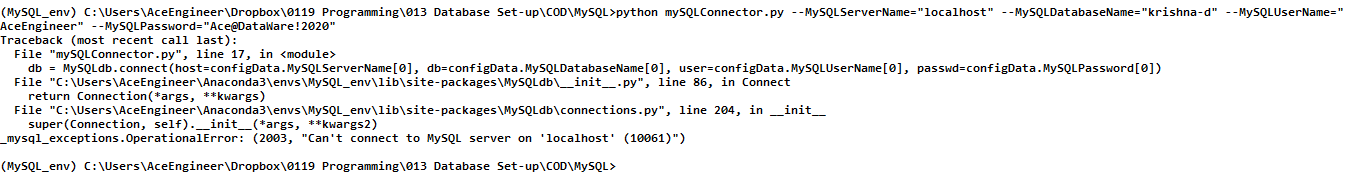 (MySQL_env) C:\Users\AceEngineer\Dropbox\0119 Programming\013 Database Set-up\COD\MySQL>python mySQLConnector.py --MySQLServerName="localhost" --MySQLDatabaseName="krishna-d" --MySQLUserName="
AceEngineer" --MySQLPassword="Ace@DataWare!2020"
Traceback (most recent call last):
  File "mySQLConnector.py", line 17, in <module>
    db = MySQLdb.connect(host=configData.MySQLServerName[0], db=configData.MySQLDatabaseName[0], user=configData.MySQLUserName[0], passwd=configData.MySQLPassword[0])
  File "C:\Users\AceEngineer\Anaconda3\envs\MySQL_env\lib\site-packages\MySQLdb\__init__.py", line 86, in Connect
    return Connection(*args, **kwargs)
  File "C:\Users\AceEngineer\Anaconda3\envs\MySQL_env\lib\site-packages\MySQLdb\connections.py", line 204, in __init__
    super(Connection, self).__init__(*args, **kwargs2)
_mysql_exceptions.OperationalError: (2003, "Can't connect to MySQL server on 'localhost' (10061)")
(MySQL_env) C:\Users\AceEngineer\Dropbox\0119 Programming\013 Database Set-up\COD\MySQL>